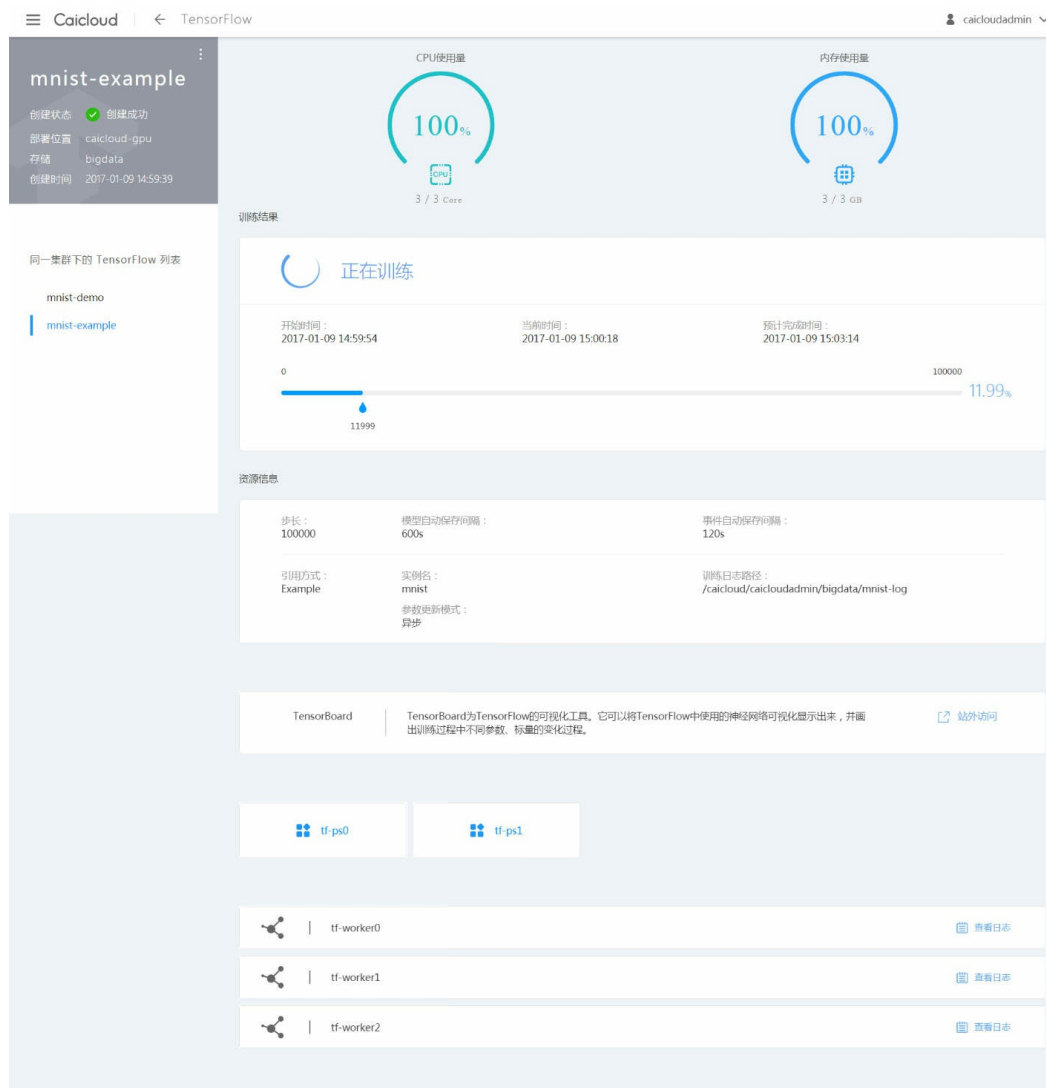 Caicloud
TensorFlow
caicloudadmin
mnist-example
创建状态 创建成功
部署位置 caicloud-gpu
存储 bigdata
创建时间 2017-01-09 14:59:39
同一集群下的 TensorFlow 列表
mnist-demo
mnist-example
CPU使用量
100%
CPU
3 / 3 Core
内存使用量
100%
3 / 3 GB
训练结果
正在训练
开始时间：
2017-01-09 14:59:54
当前时间：
2017-01-09 15:00:18
预计完成时间：
2017-01-09 15:03:14
0
100000
11.99%
11999
资源信息
步长：
100000
模型自动保存间隔：
600s
事件自动保存间隔：
120s
引用方式：
Example
实例名：
mnist
训练日志路径：
/caicloud/caicloudadmin/bigdata/mnist-log
参数更新模式：
异步
TensorBoard
TensorBoard为TensorFlow的可视化工具。它可以将TensorFlow中使用的神经网络可视化显示出来，并画
出训练过程中不同参数、标量的变化过程。
站外访问
tf-ps0
tf-ps1
tf-worker0
查看日志
tf-worker1
查看日志
tf-worker2
查看日志